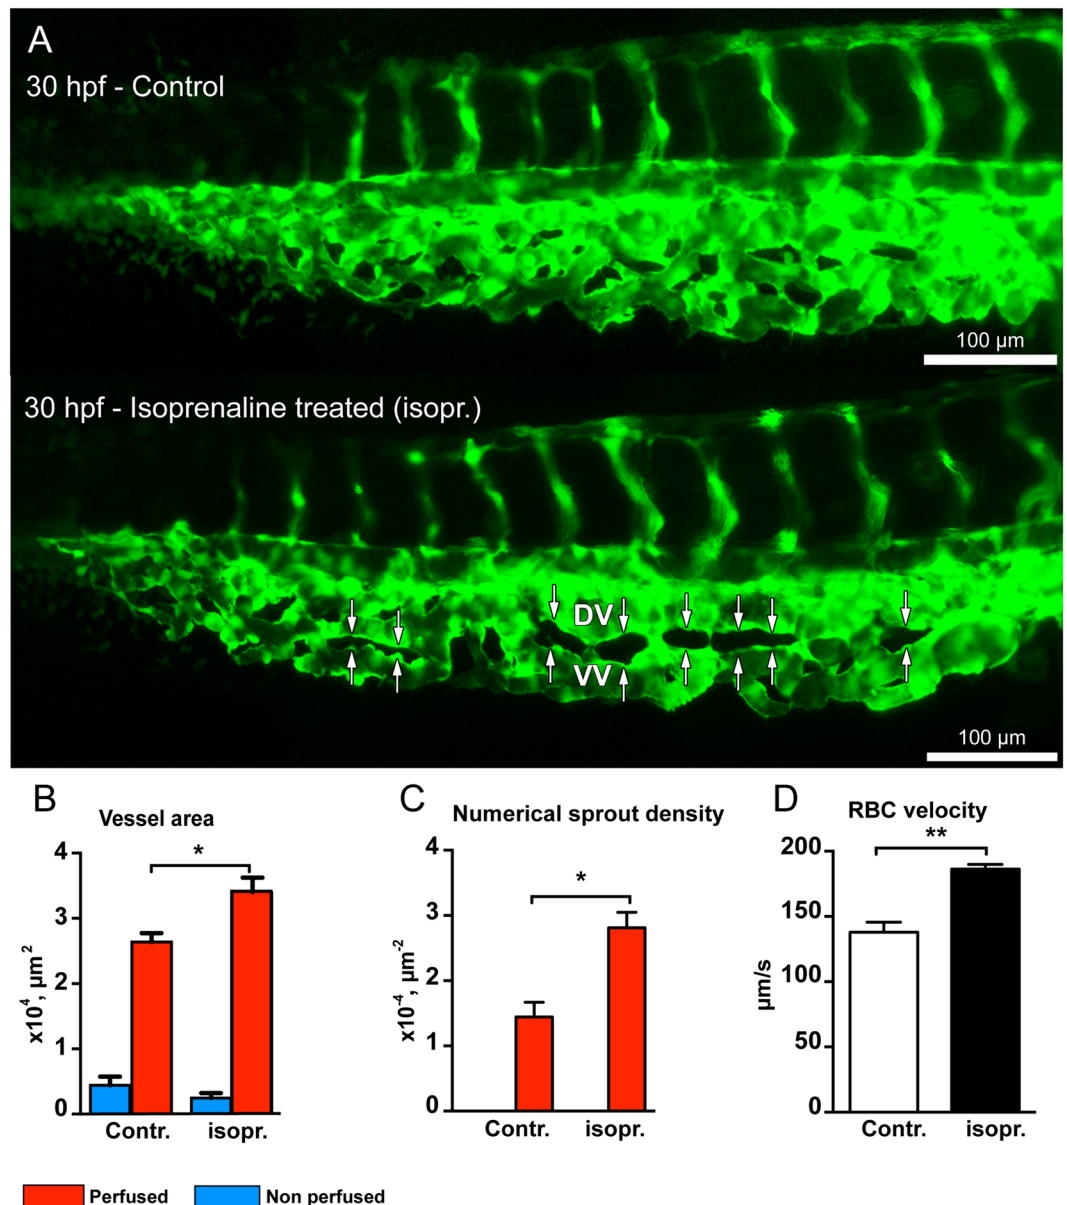 A
30 hpf - Control
100 µm
30 hpf - Isoprenaline treated (isopr.)
DV
VV
100 µm
B
Vessel area
4
3
2
1
0
x10⁴, µm²
*
Contr.
isopr.
C
Numerical sprout density
4
3
2
1
0
x10⁻⁴, µm⁻²
*
Contr.
isopr.
D
RBC velocity
200
150
100
50
0
µm/s
**
Contr.
isopr.
Perfused
Non perfused